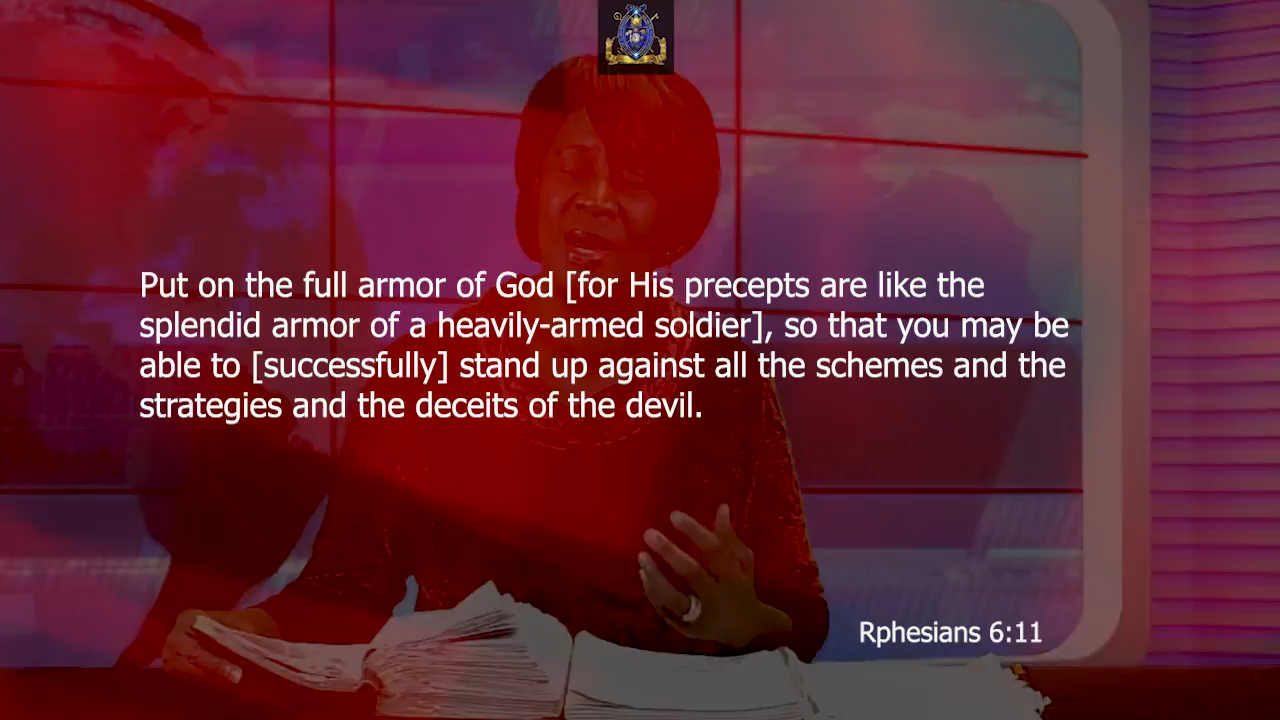 Put on the full armor of God [for His precepts are like the
splendid armor of a heavily-armed soldier], so that you may be
able to [successfully] stand up against all the schemes and the
strategies and the deceits of the devil.
Rphesians 6:11